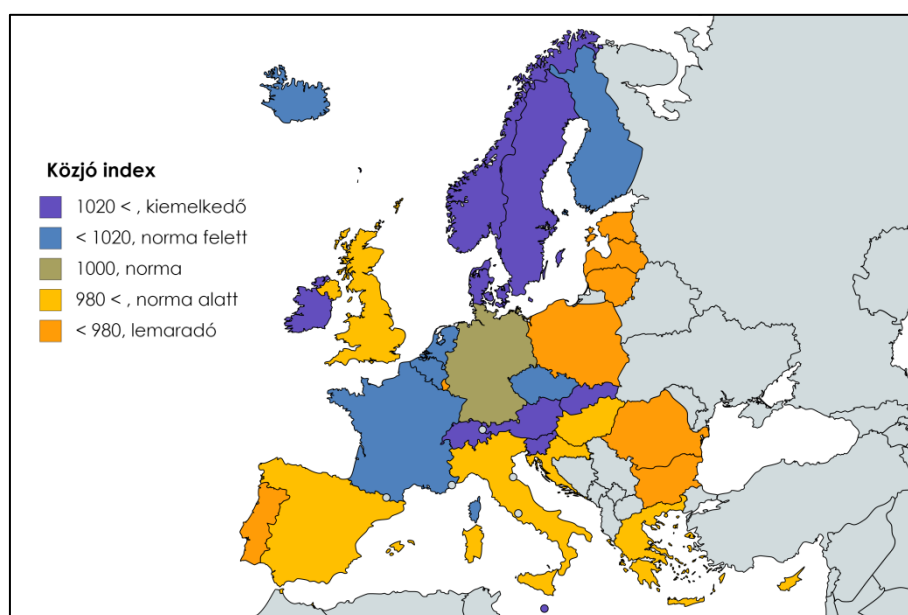 Közjó index
1020 < , kiemelkedő
< 1020, norma felett
1000, norma
980 < , norma alatt
< 980, lemaradó